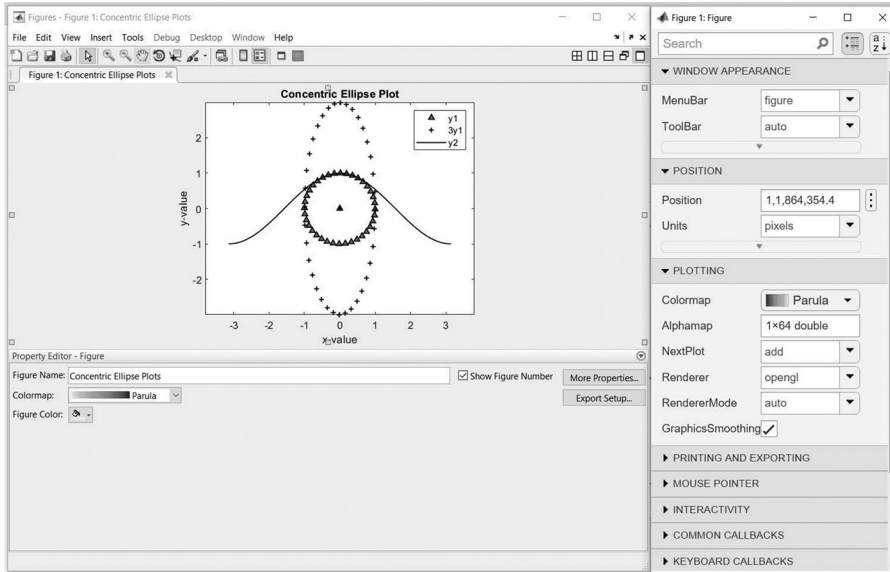 Figures - Figure 1: Concentric Ellipse Plots
File Edit View Insert Tools Debug Desktop Window Help
Figure 1: Concentric Ellipse Plots
Concentric Ellipse Plot
y1
3y1
y2
y-value
2
1
0
-1
-2
-3 -2 -1 0 1 2 3
x-value
Property Editor - Figure
Figure Name: Concentric Ellipse Plots
Show Figure Number
More Properties...
Colormap: Parula
Export Setup...
Figure Color:
Figure 1: Figure
Search
a
z
WINDOW APPEARANCE
MenuBar figure
ToolBar auto
POSITION
Position 1,1,864,354.4
Units pixels
PLOTTING
Colormap Parula
Alphamap 1×64 double
NextPlot add
Renderer opengl
RendererMode auto
GraphicsSmoothing
PRINTING AND EXPORTING
MOUSE POINTER
INTERACTIVITY
COMMON CALLBACKS
KEYBOARD CALLBACKS